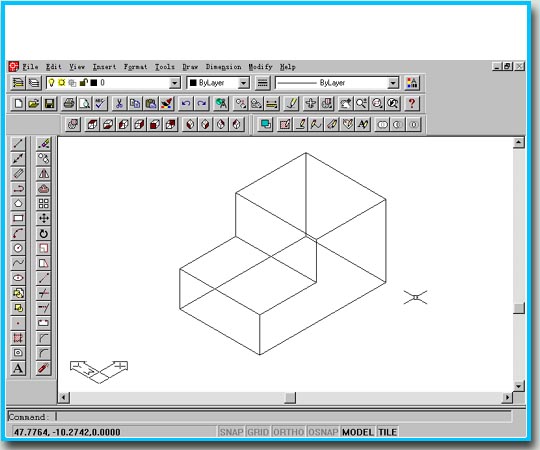 File Edit View Insert Format Tools Draw Dimension Modify Help
0 ByLayer ByLayer
Command:
47.7764, -10.2742,0.0000 SNAP GRID ORTHO OSNAP MODEL TILE